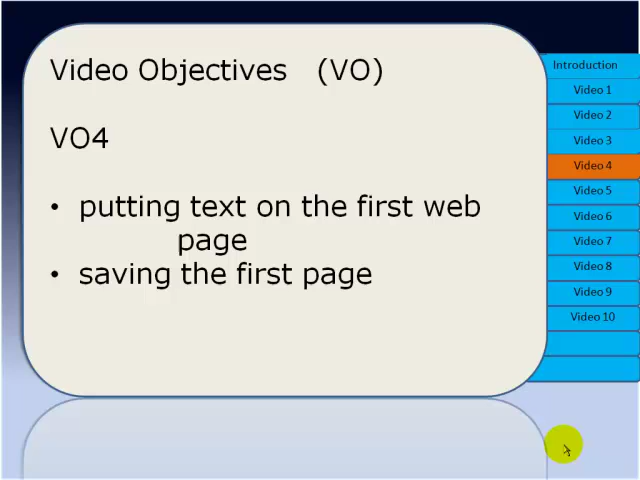 Video Objectives (VO)
VO4
• putting text on the first web
page
• saving the first page
Introduction
Video 1
Video 2
Video 3
Video 4
Video 5
Video 6
Video 7
Video 8
Video 9
Video 10